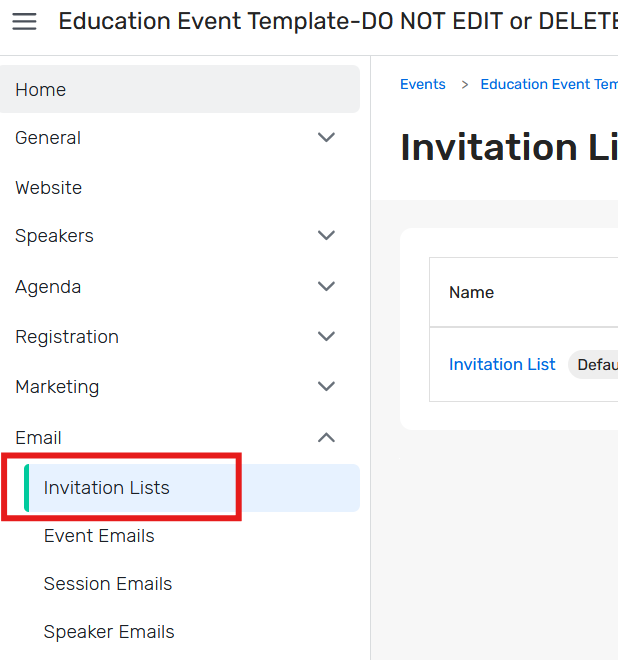 Education Event Template-DO NOT EDIT or DELETE
Home
General
Website
Speakers
Agenda
Registration
Marketing
Email
Invitation Lists
Event Emails
Session Emails
Speaker Emails
Events > Education Event Tem
Invitation Li
Name
Invitation List Defau